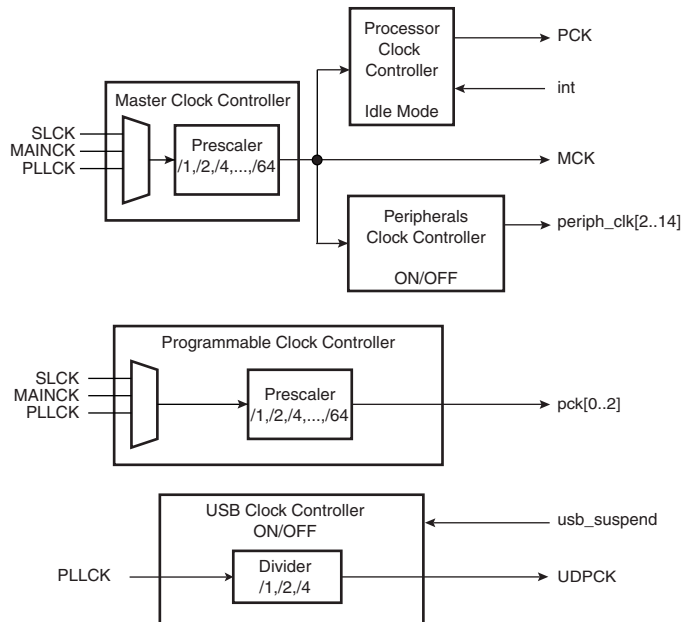 Processor
Clock
Controller
Idle Mode
PCK
int
Master Clock Controller
SLCK
MAINCK
PLLCK
Prescaler
/1,/2,/4,...,/64
MCK
Peripherals
Clock Controller
ON/OFF
periph_clk[2..14]
Programmable Clock Controller
SLCK
MAINCK
PLLCK
Prescaler
/1,/2,/4,...,/64
pck[0..2]
USB Clock Controller
ON/OFF
usb_suspend
PLLCK
Divider
/1,/2,/4
UDPCK